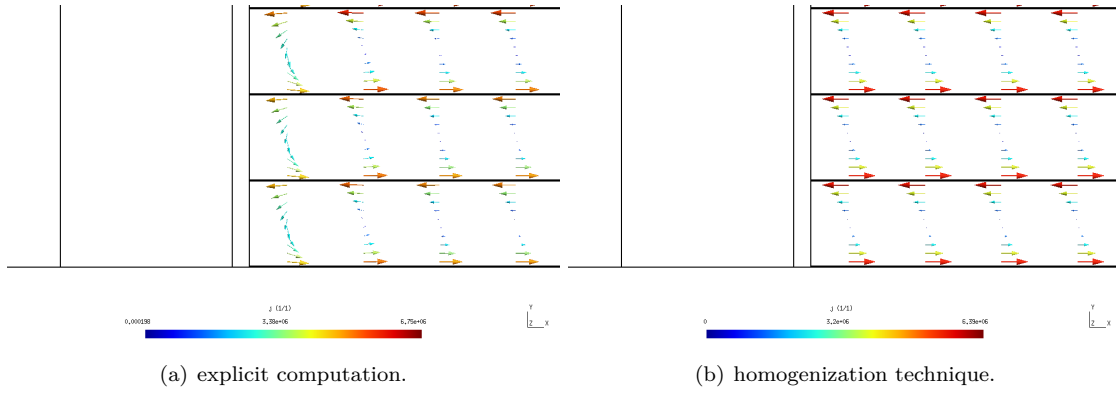 j (1/1)
0.000198 3.38e+06 6.75e+06
Y
Z X
(a) explicit computation.
j (1/1)
0 3.2e+06 6.39e+06
Y
Z X
(b) homogenization technique.